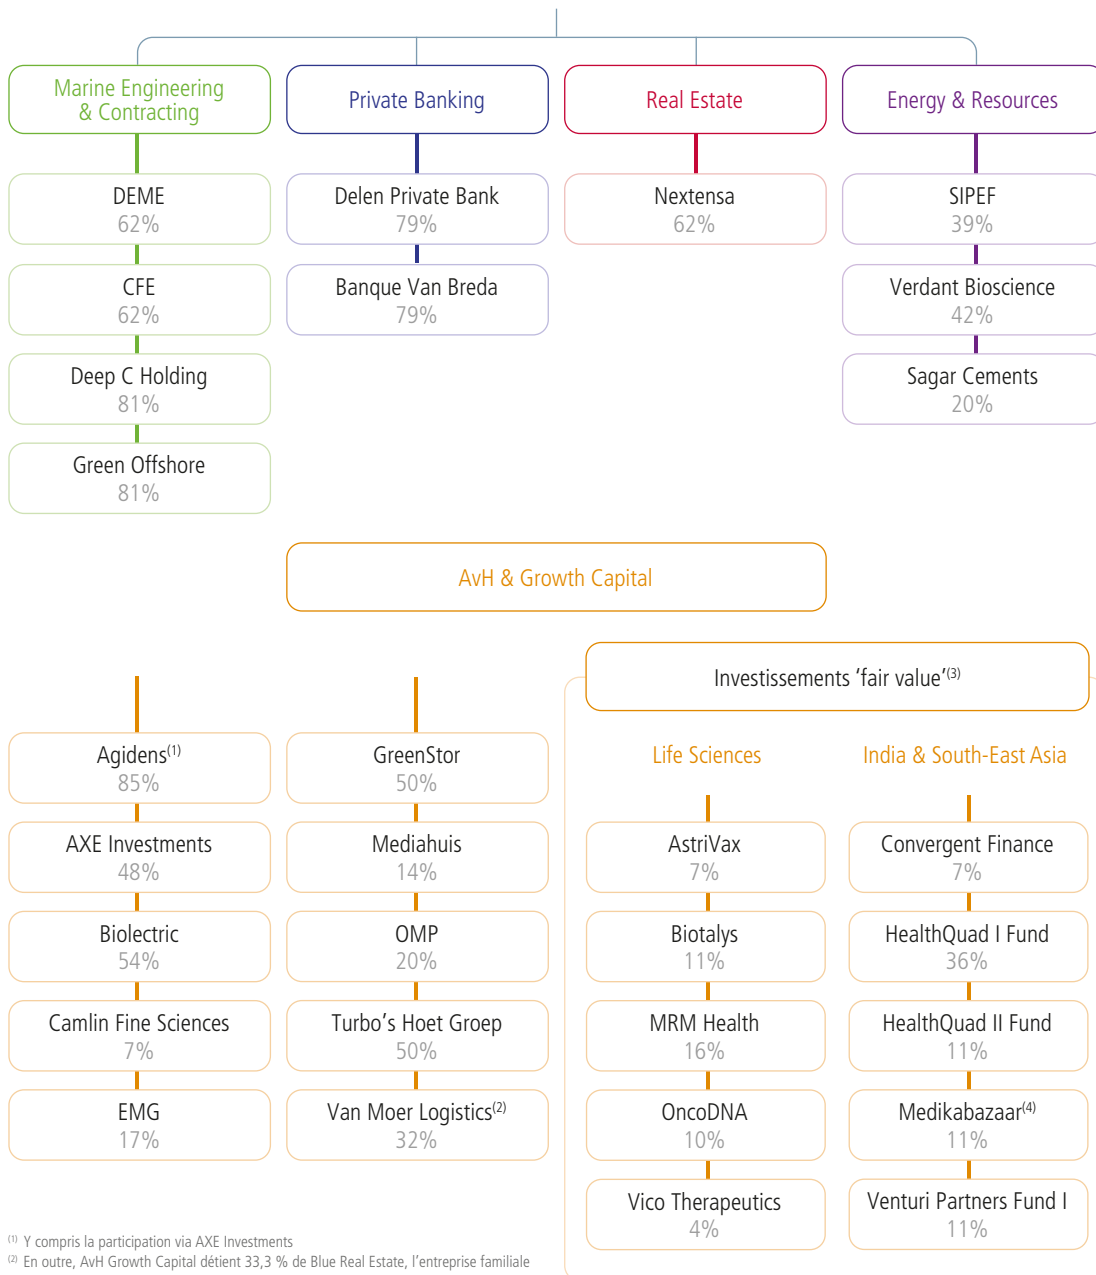 Marine Engineering
& Contracting
DEME
62%
CFE
62%
Deep C Holding
81%
Green Offshore
81%
Private Banking
Delen Private Bank
79%
Banque Van Breda
79%
Real Estate
Nextensa
62%
Energy & Resources
SIPEF
39%
Verdant Bioscience
42%
Sagar Cements
20%
AvH & Growth Capital
Agidens(1)
85%
AXE Investments
48%
Biolectric
54%
Camlin Fine Sciences
7%
EMG
17%
GreenStor
50%
Mediahuis
14%
OMP
20%
Turbo's Hoet Groep
50%
Van Moer Logistics(2)
32%
Investissements 'fair value'(3)
Life Sciences
AstriVax
7%
Biotalys
11%
MRM Health
16%
OncoDNA
10%
Vico Therapeutics
4%
India & South-East Asia
Convergent Finance
7%
HealthQuad I Fund
36%
HealthQuad II Fund
11%
Medikabazaar(4)
11%
Venturi Partners Fund I
11%
(1) Y compris la participation via AXE Investments
(2) En outre, AvH Growth Capital détient 33,3 % de Blue Real Estate, l'entreprise familiale